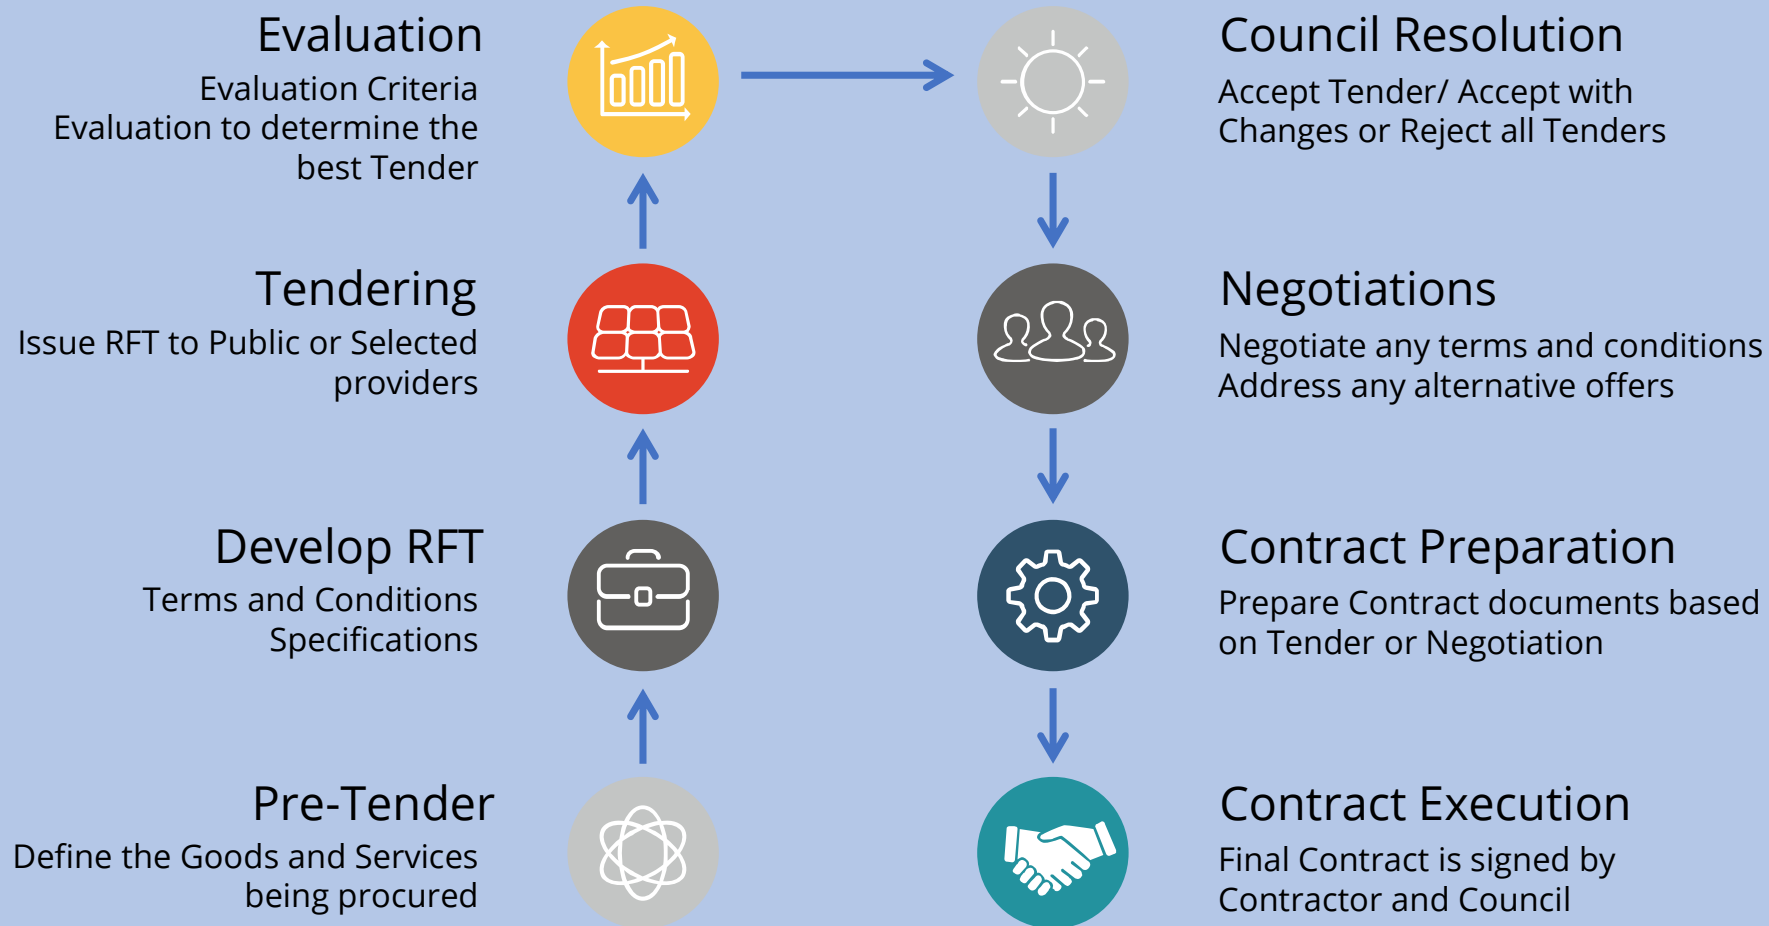 Evaluation
Evaluation Criteria
Evaluation to determine the
best Tender
Tendering
Issue RFT to Public or Selected
providers
Develop RFT
Terms and Conditions
Specifications
Pre-Tender
Define the Goods and Services
being procured
Council Resolution
Accept Tender/ Accept with
Changes or Reject all Tenders
Negotiations
Negotiate any terms and conditions
Address any alternative offers
Contract Preparation
Prepare Contract documents based
on Tender or Negotiation
Contract Execution
Final Contract is signed by
Contractor and Council